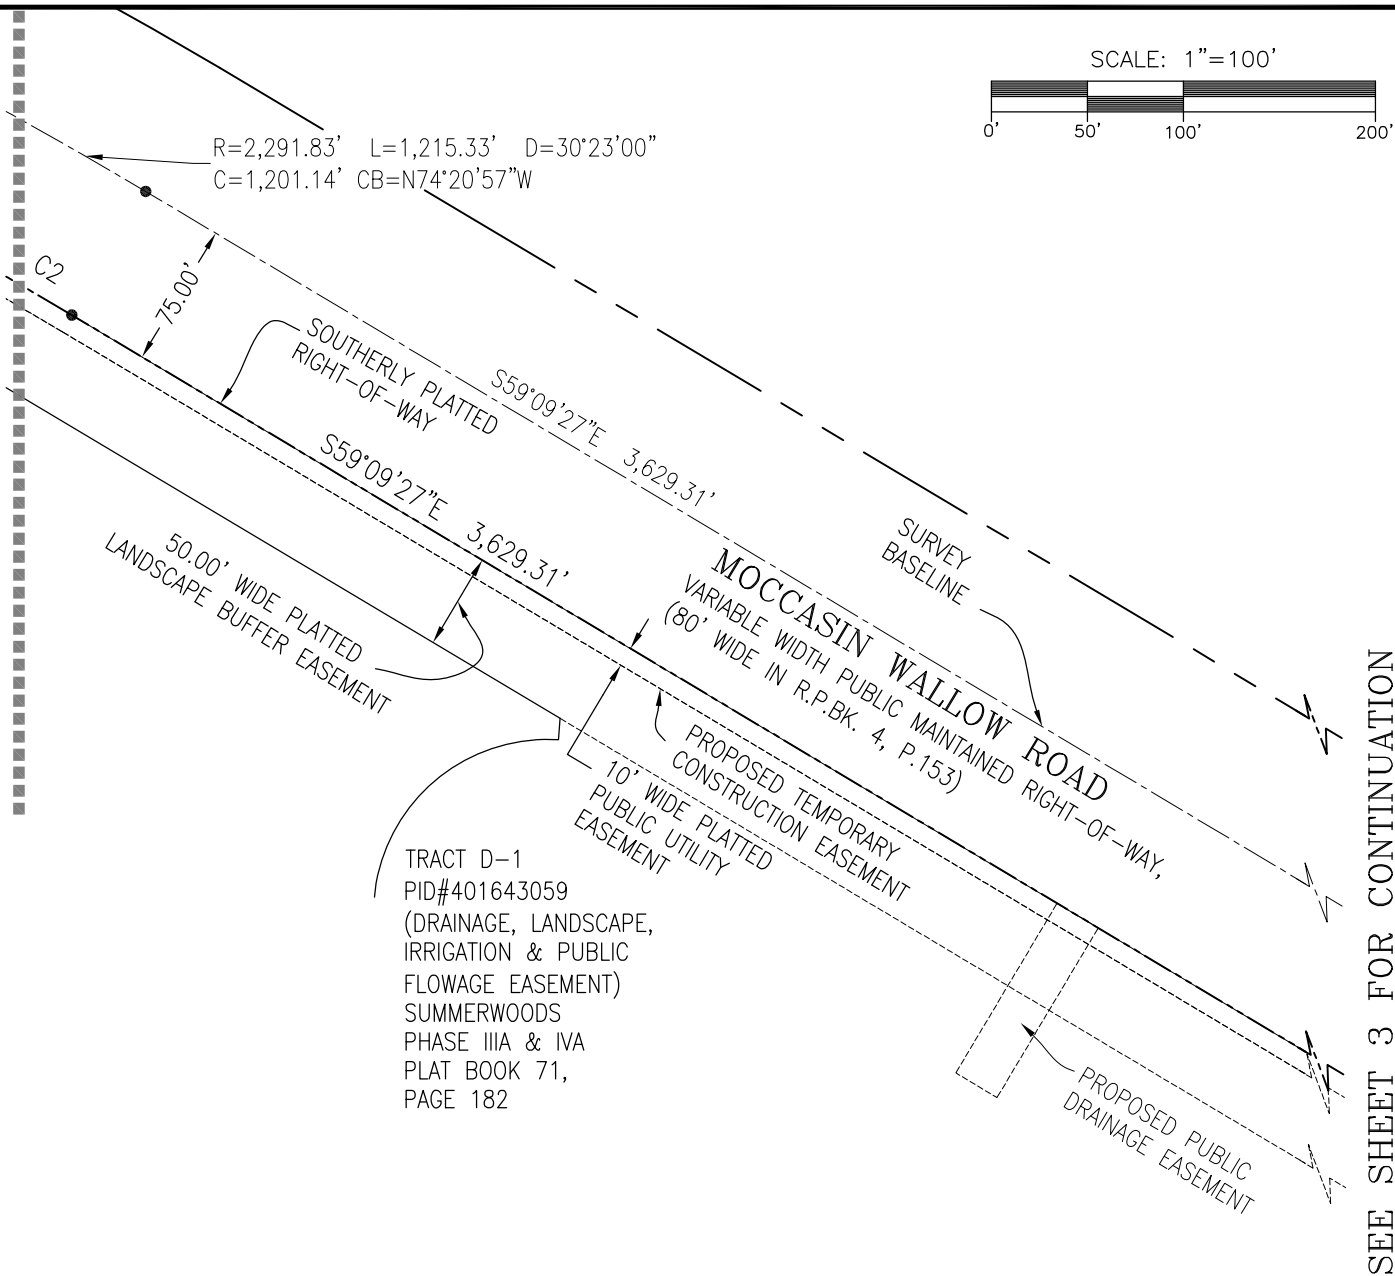 SCALE: 1"=100'
0' 50' 100' 200'
R=2,291.83' L=1,215.33' D=30°23'00"
C=1,201.14' CB=N74°20'57"W
C2
75.00'
SOUTHERLY PLATTED
RIGHT-OF-WAY
S59°09'27"E 3,629.31'
S59°09'27"E 3,629.31'
SURVEY
BASELINE
50.00' WIDE PLATTED
LANDSCAPE BUFFER EASEMENT
MOCCASIN WALLOW ROAD
VARIABLE WIDTH PUBLIC MAINTAINED RIGHT-OF-WAY,
(80' WIDE IN R.P.BK. 4, P.153)
PROPOSED TEMPORARY
CONSTRUCTION EASEMENT
10' WIDE PLATTED
PUBLIC UTILITY
EASEMENT
TRACT D-1
PID#401643059
(DRAINAGE, LANDSCAPE,
IRRIGATION & PUBLIC
FLOWAGE EASEMENT)
SUMMERWOODS
PHASE IIIA & IVA
PLAT BOOK 71,
PAGE 182
PROPOSED PUBLIC
DRAINAGE EASEMENT
SEE SHEET 3 FOR CONTINUATION